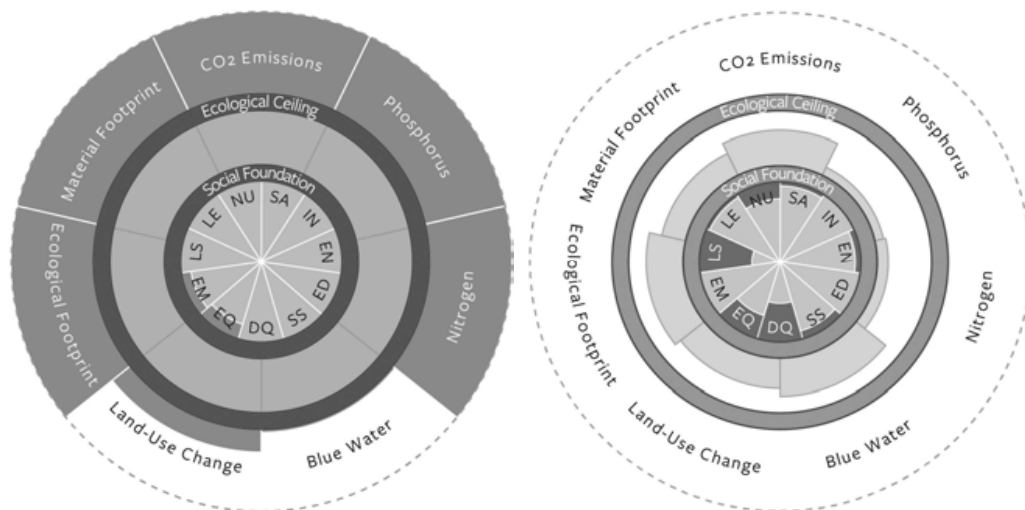 CO2 Emissions
Phosphorus
Nitrogen
Blue Water
Land-Use Change
Ecological Footprint
Material Footprint
Ecological Ceiling
Social Foundation
SA
IN
EN
ED
SS
DQ
EQ
EM
LS
LE
NU
CO2 Emissions
Phosphorus
Nitrogen
Blue Water
Land-Use Change
Ecological Footprint
Material Footprint
Ecological Ceiling
Social Foundation
SA
IN
EN
ED
SS
DQ
EQ
EM
LS
LE
NU